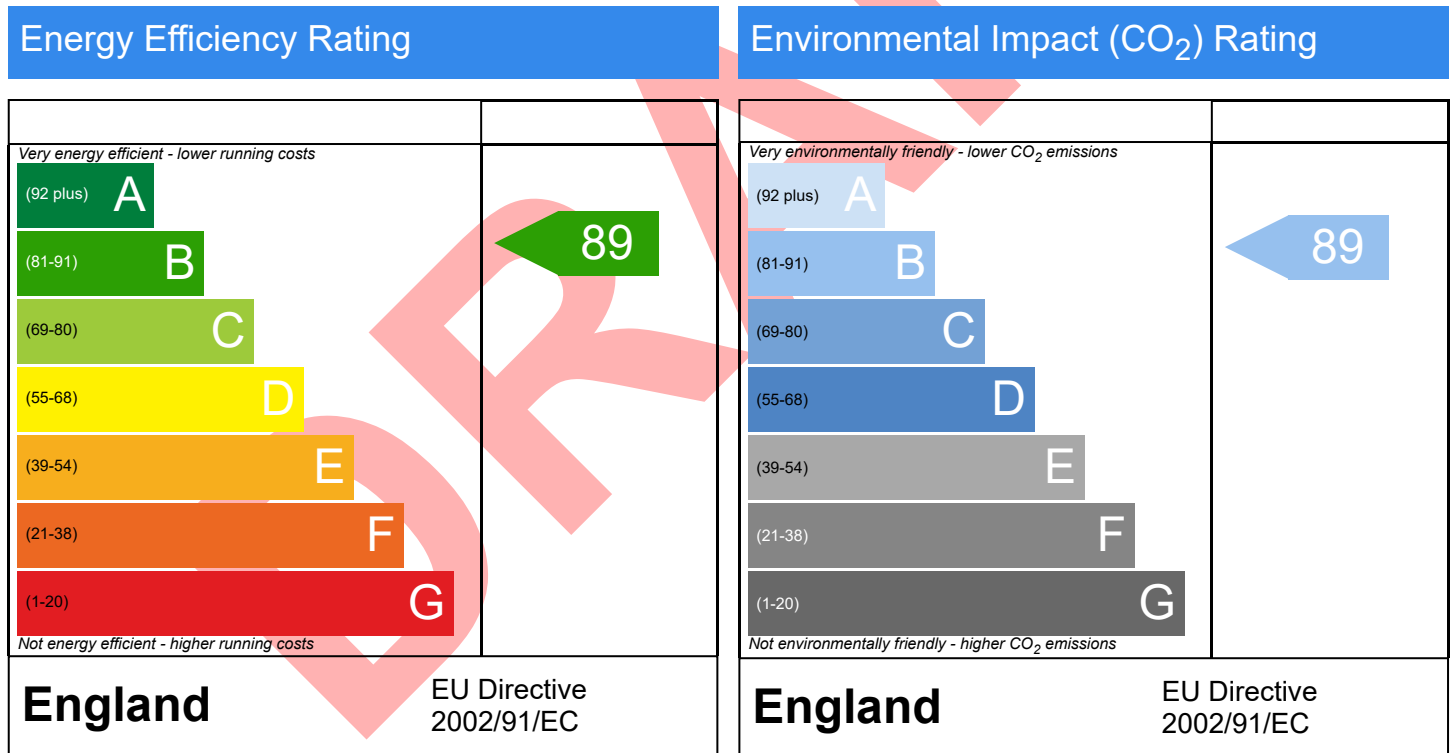 Energy Efficiency Rating
Very energy efficient - lower running costs
(92 plus) A
(81-91) B
(69-80) C
(55-68) D
(39-54) E
(21-38) F
(1-20) G
Not energy efficient - higher running costs
89
England
EU Directive
2002/91/EC
Environmental Impact (CO₂) Rating
Very environmentally friendly - lower CO₂ emissions
(92 plus) A
(81-91) B
(69-80) C
(55-68) D
(39-54) E
(21-38) F
(1-20) G
Not environmentally friendly - higher CO₂ emissions
89
England
EU Directive
2002/91/EC